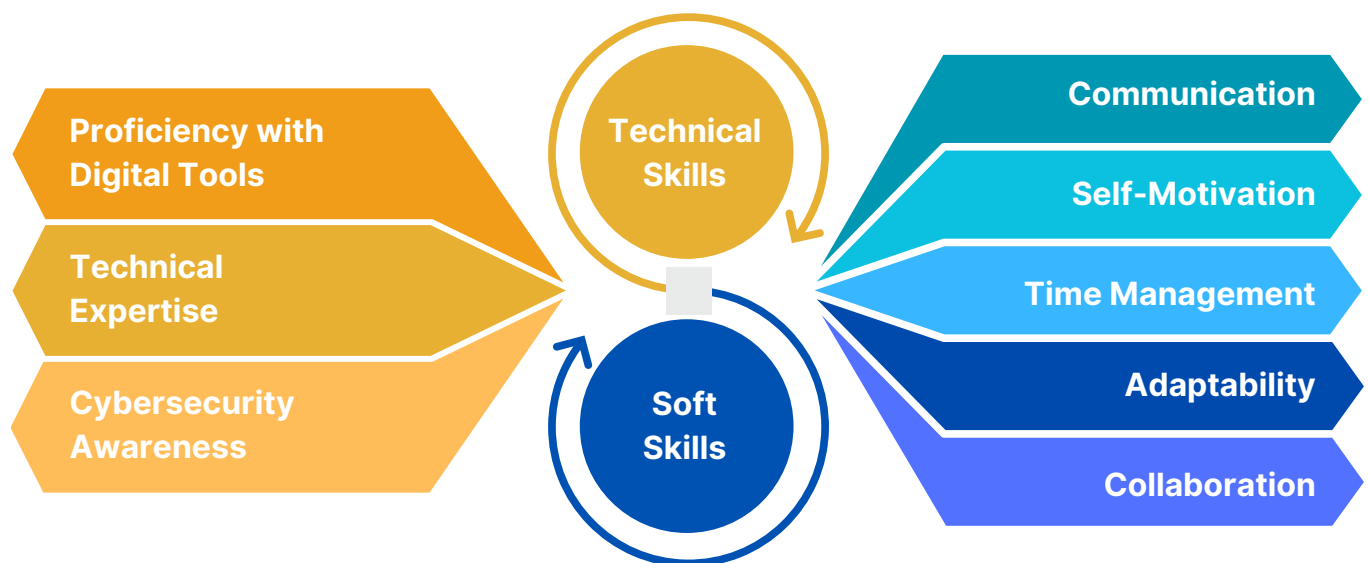 Proficiency with
Digital Tools
Technical
Expertise
Cybersecurity
Awareness
Technical
Skills
Soft
Skills
Communication
Self-Motivation
Time Management
Adaptability
Collaboration